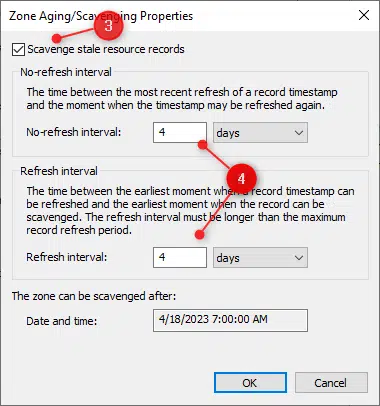 Zone Aging/Scavenging Properties
3
Scavenge stale resource records
No-refresh interval
The time between the most recent refresh of a record timestamp
and the moment when the timestamp may be refreshed again.
No-refresh interval: 4 days
Refresh interval
4
The time between the earliest moment when a record timestamp can
be refreshed and the earliest moment when the record can be
scavenged. The refresh interval must be longer than the maximum
record refresh period.
Refresh interval: 4 days
The zone can be scavenged after:
Date and time: 4/18/2023 7:00:00 AM
OK Cancel